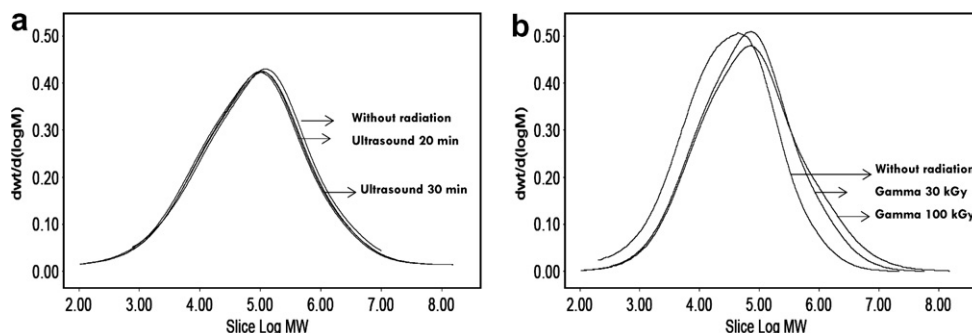 a
dwt/d(logM)
0.50
0.40
0.30
0.20
0.10
0.00
Without radiation
Ultrasound 20 min
Ultrasound 30 min
2.00 3.00 4.00 5.00 6.00 7.00 8.00
Slice Log MW
b
dwt/d(logM)
0.50
0.40
0.30
0.20
0.10
0.00
Without radiation
Gamma 30 kGy
Gamma 100 kGy
2.00 3.00 4.00 5.00 6.00 7.00 8.00
Slice Log MW